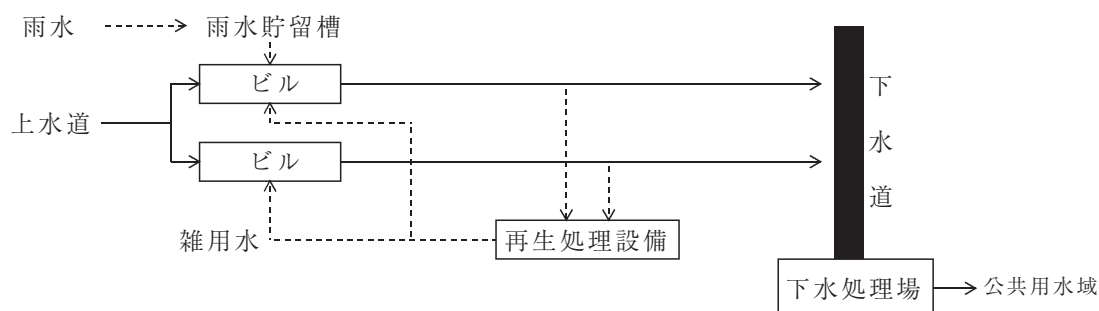 雨水
雨水貯留槽
ビル
上水道
ビル
雑用水
再生処理設備
下水道
下水処理場
公共用水域